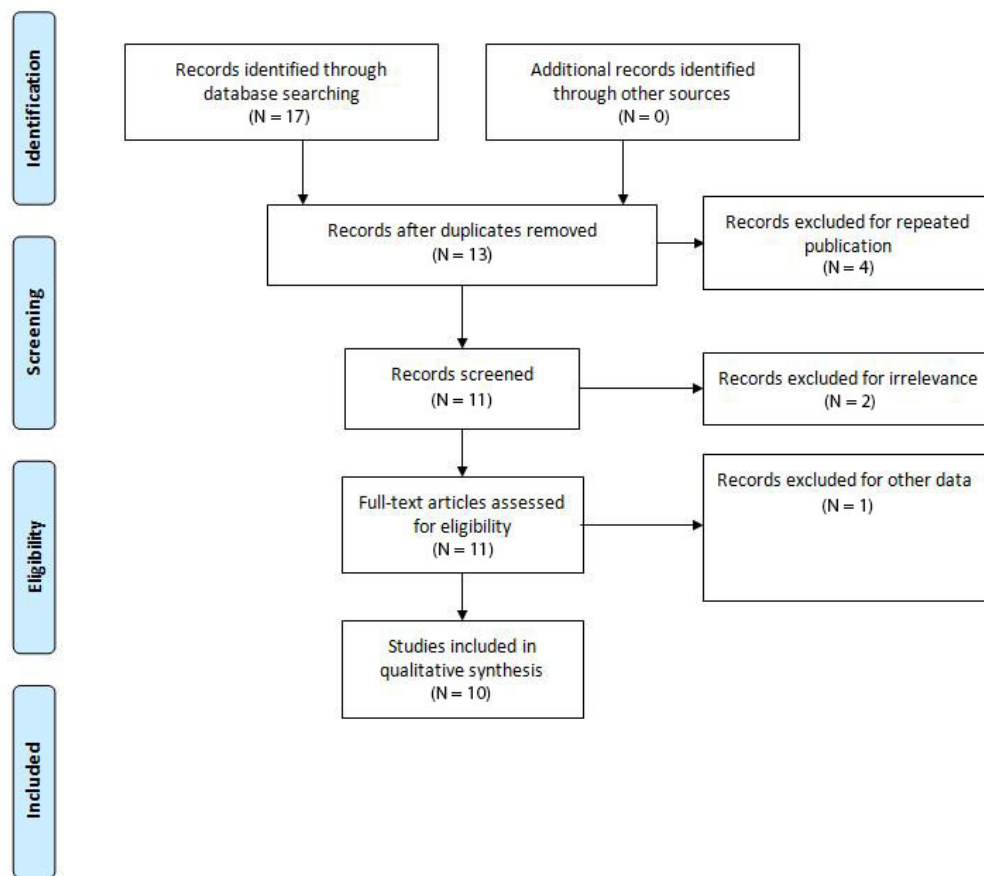 Identification
Records identified through
database searching
(N = 17)
Additional records identified
through other sources
(N = 0)
Records after duplicates removed
(N = 13)
Records excluded for repeated
publication
(N = 4)
Screening
Records screened
(N = 11)
Records excluded for irrelevance
(N = 2)
Eligibility
Full-text articles assessed
for eligibility
(N = 11)
Records excluded for other data
(N = 1)
Studies included in
qualitative synthesis
(N = 10)
Included